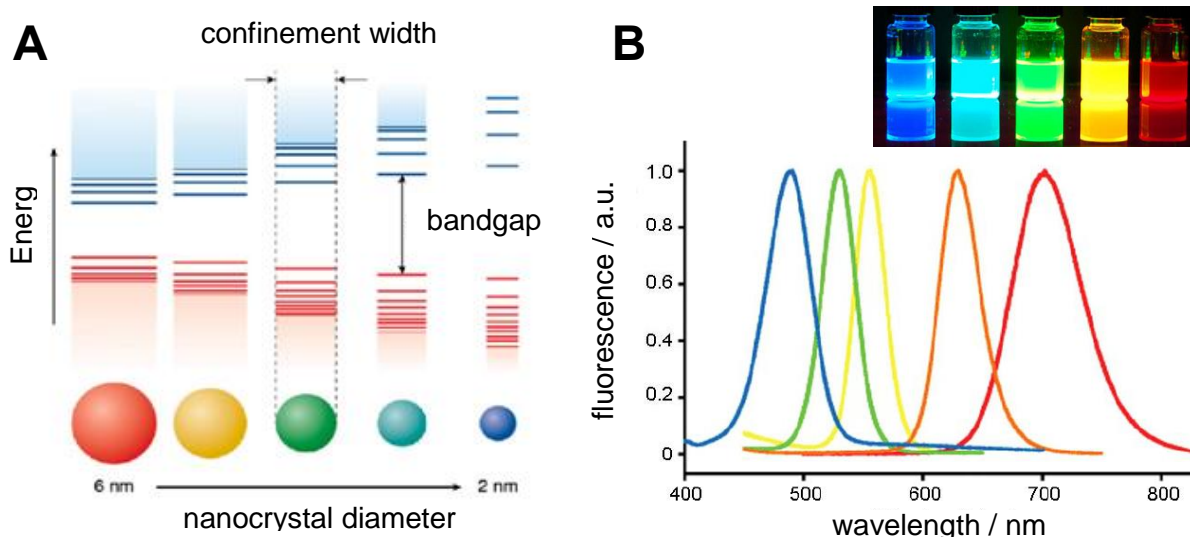 A
confinement width
Energ
bandgap
6 nm
2 nm
nanocrystal diameter
B
fluorescence / a.u.
1.0
0.8
0.6
0.4
0.2
0
400
500
600
700
800
wavelength / nm